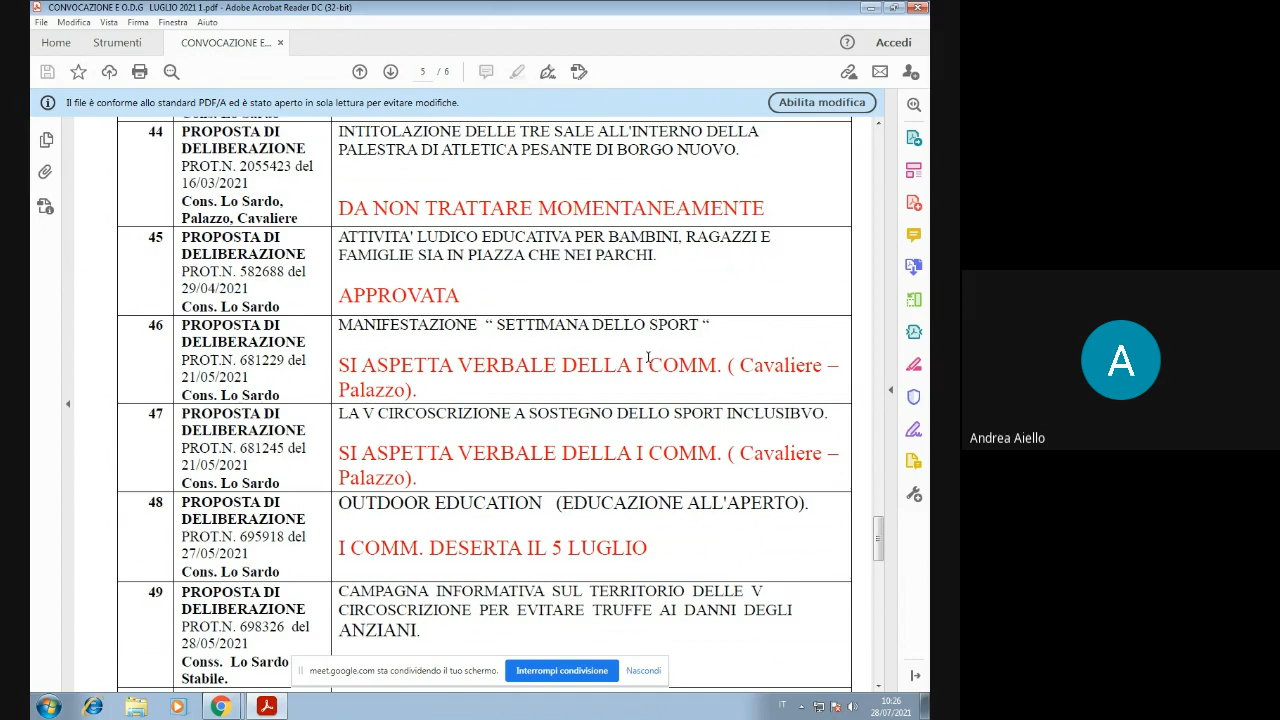 CONVOCAZIONE E O.D.G LUGLIO 2021 1.pdf - Adobe Acrobat Reader DC (32-bit)
File Modifica Vista Firma Finestra Aiuto
Home Strumenti CONVOCAZIONE E... × Accedi
5 / 6
Il file è conforme allo standard PDF/A ed è stato aperto in sola lettura per evitare modifiche. Abilita modifica
44 PROPOSTA DI DELIBERAZIONE
PROT.N. 2055423 del
16/03/2021
Cons. Lo Sardo,
Palazzo, Cavaliere
INTITOLAZIONE DELLE TRE SALE ALL'INTERNO DELLA
PALESTRA DI ATLETICA PESANTE DI BORGO NUOVO.
DA NON TRATTARE MOMENTANEAMENTE
45 PROPOSTA DI
DELIBERAZIONE
PROT.N. 582688 del
29/04/2021
Cons. Lo Sardo
ATTIVITA' LUDICO EDUCATIVA PER BAMBINI, RAGAZZI E
FAMIGLIE SIA IN PIAZZA CHE NEI PARCHI.
APPROVATA
46 PROPOSTA DI
DELIBERAZIONE
PROT.N. 681229 del
21/05/2021
Cons. Lo Sardo
MANIFESTAZIONE “ SETTIMANA DELLO SPORT “
SI ASPETTA VERBALE DELLA I COMM. ( Cavaliere –
Palazzo).
47 PROPOSTA DI
DELIBERAZIONE
PROT.N. 681245 del
21/05/2021
Cons. Lo Sardo
LA V CIRCOSCRIZIONE A SOSTEGNO DELLO SPORT INCLUSIBVO.
SI ASPETTA VERBALE DELLA I COMM. ( Cavaliere –
Palazzo).
48 PROPOSTA DI
DELIBERAZIONE
PROT.N. 695918 del
27/05/2021
Cons. Lo Sardo
OUTDOOR EDUCATION (EDUCAZIONE ALL'APERTO).
I COMM. DESERTA IL 5 LUGLIO
49 PROPOSTA DI
DELIBERAZIONE
PROT.N. 698326 del
28/05/2021
Conss. Lo Sardo
Stabile.
CAMPAGNA INFORMATIVA SUL TERRITORIO DELLE V
CIRCOSCRIZIONE PER EVITARE TRUFFE AI DANNI DEGLI
ANZIANI.
meet.google.com sta condividendo il tuo schermo. Interrompi condivisione Nascondi
IT 10:26
28/07/2021
A
Andrea Aiello